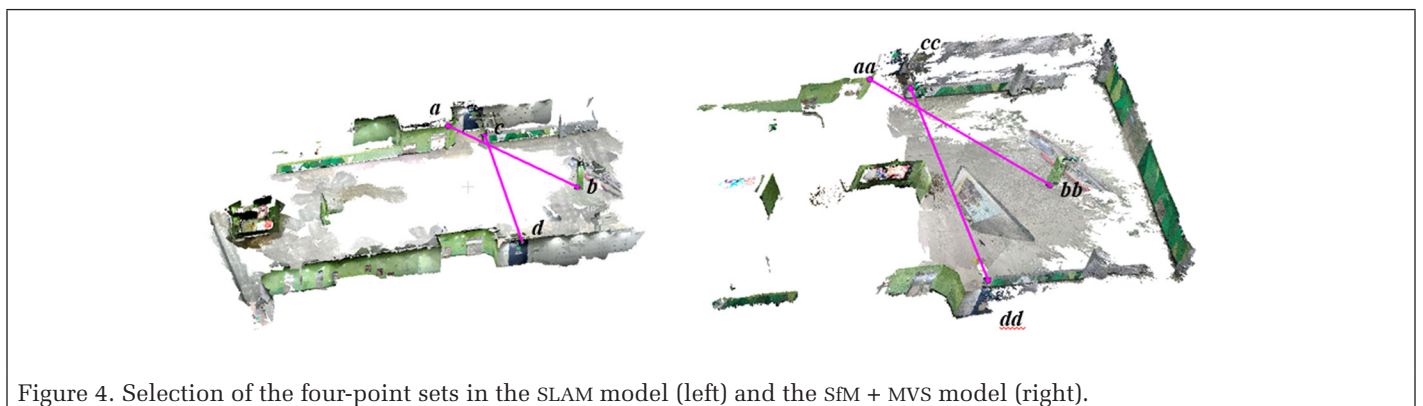 a
c
b
d
aa
cc
bb
dd
Figure 4. Selection of the four-point sets in the SLAM model (left) and the SfM + MVS model (right).